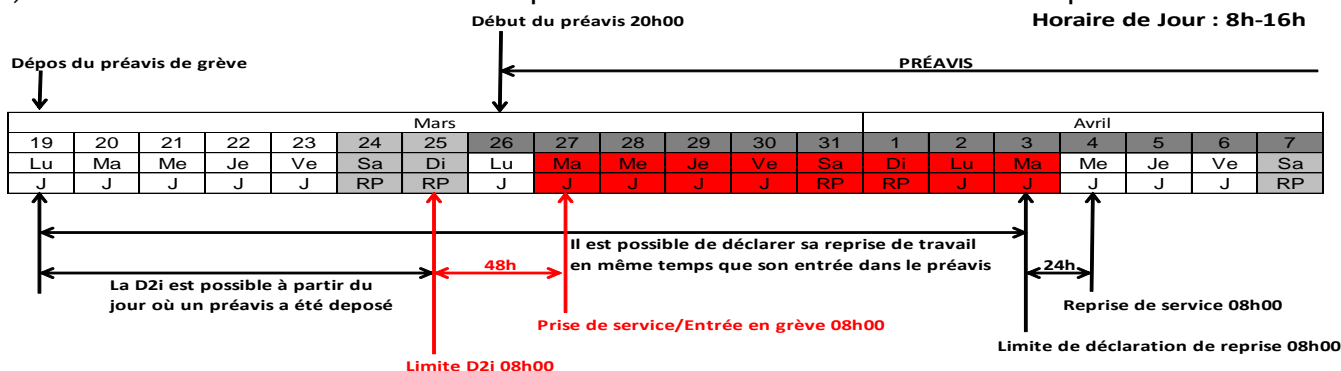 Début du préavis 20h00
Horaire de Jour : 8h-16h
Dépos du préavis de grève
PRÉAVIS
Mars Avril
19 20 21 22 23 24 25 26 27 28 29 30 31 1 2 3 4 5 6 7
Lu Ma Me Je Ve Sa Di Lu Ma Me Je Ve Sa Di Lu Ma Me Je Ve Sa
J J J J J RP RP J J J J J RP RP J J J J J RP
Il est possible de déclarer sa reprise de travail
en même temps que son entrée dans le préavis
48h
24h
La D2i est possible à partir du
jour où un préavis a été deposé
Reprise de service 08h00
Prise de service/Entrée en grève 08h00
Limite de déclaration de reprise 08h00
Limite D2i 08h00